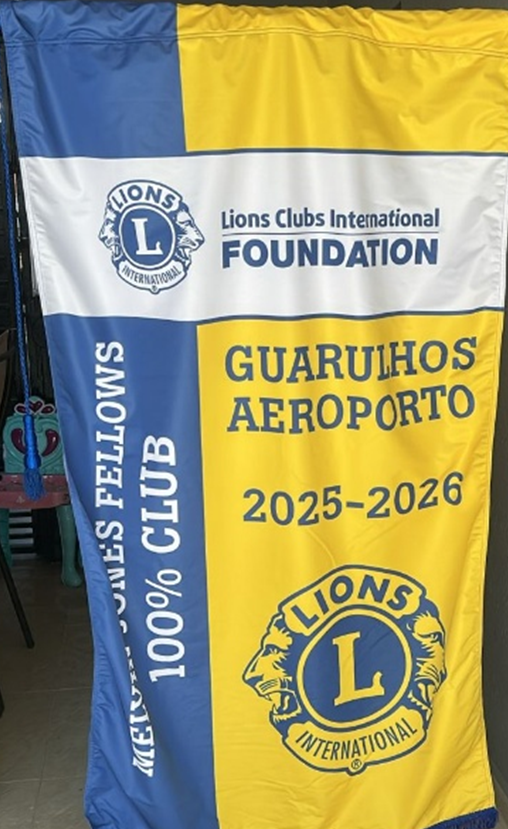 LIONS
L
INTERNATIONAL
Lions Clubs International
FOUNDATION
GUARULHOS
AEROPORTO
2025-2026
JONES FELLOWS
100% CLUB
LIONS
L
INTERNATIONAL
®